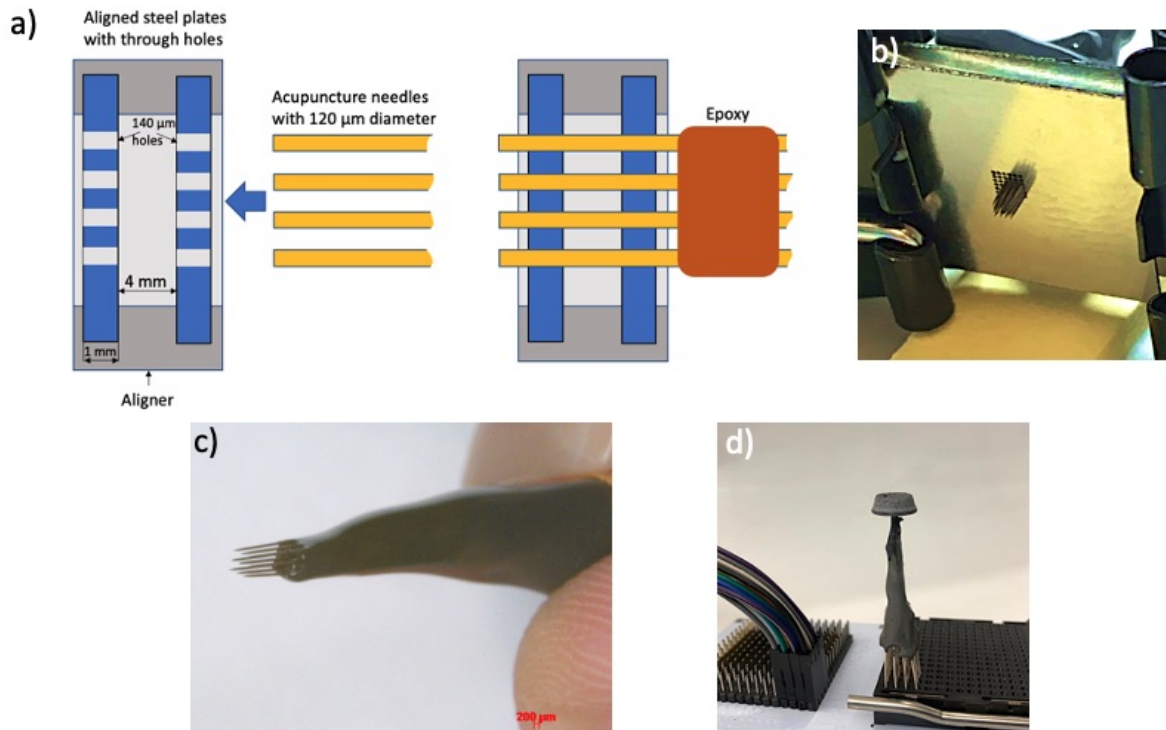 a)
Aligned steel plates
with through holes
140 µm
holes
4 mm
1 mm
Aligner
Acupuncture needles
with 120 µm diameter
Epoxy
b)
c)
200 µm
d)